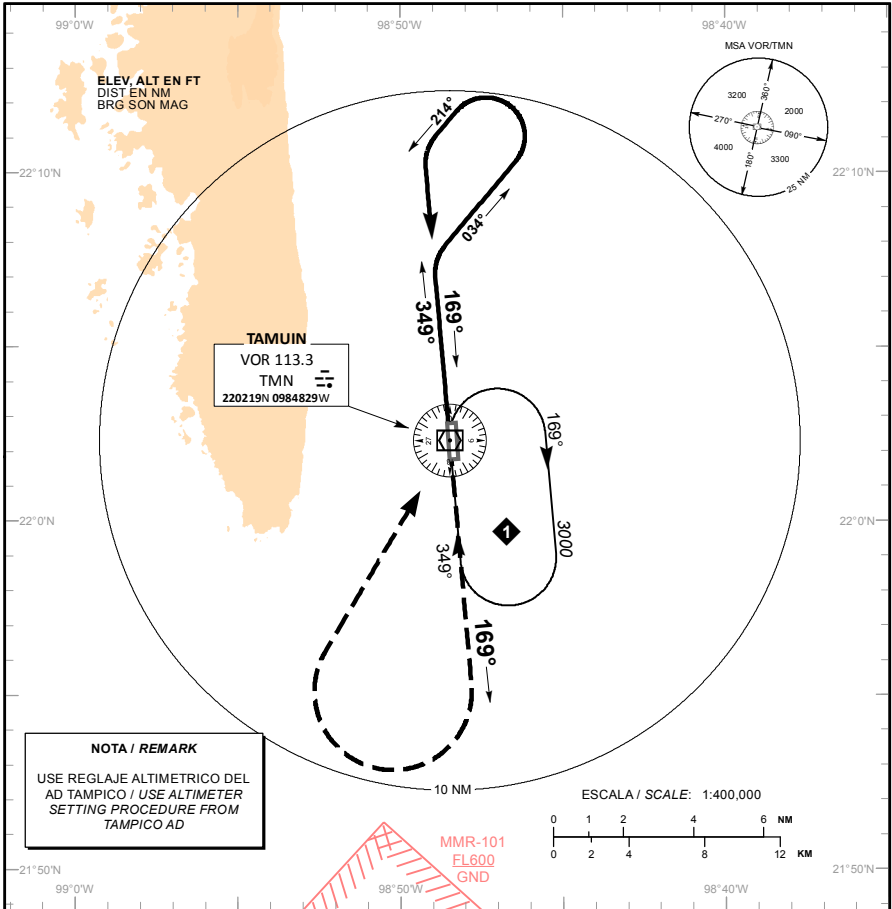 99°0'W
98°50'W
98°40'W
MSA VOR/TMN
3200
360°
2000
270°
090°
4000
180°
3300
25 NM
ELEV, ALT EN FT
DIST EN NM
BRG SON MAG
214°
22°10'N
22°10'N
034°
349°
169°
TAMUIN
VOR 113.3
TMN
220219N 0984829W
27
9
169°
22°0'N
22°0'N
1
3000
349°
169°
NOTA / REMARK
USE REGLAJE ALTIMETRICO DEL
AD TAMPICO / USE ALTIMETER
SETTING PROCEDURE FROM
TAMPICO AD
10 NM
ESCALA / SCALE: 1:400,000
0 1 2 4 6 NM
0 2 4 8 12 KM
MMR-101
FL600
GND
21°50'N
21°50'N
99°0'W
98°50'W
98°40'W